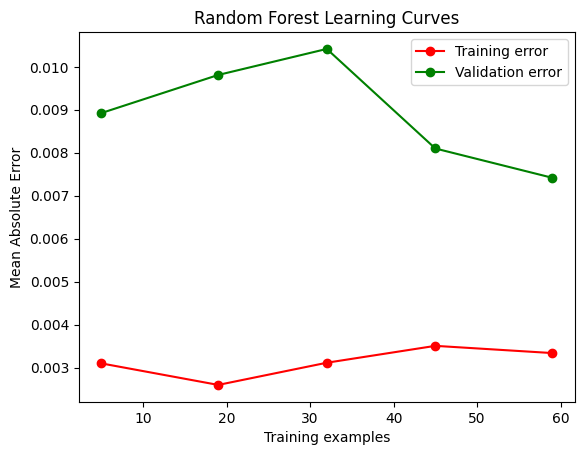 Random Forest Learning Curves
Training error
Validation error
Mean Absolute Error
0.010
0.009
0.008
0.007
0.006
0.005
0.004
0.003
10 20 30 40 50 60
Training examples